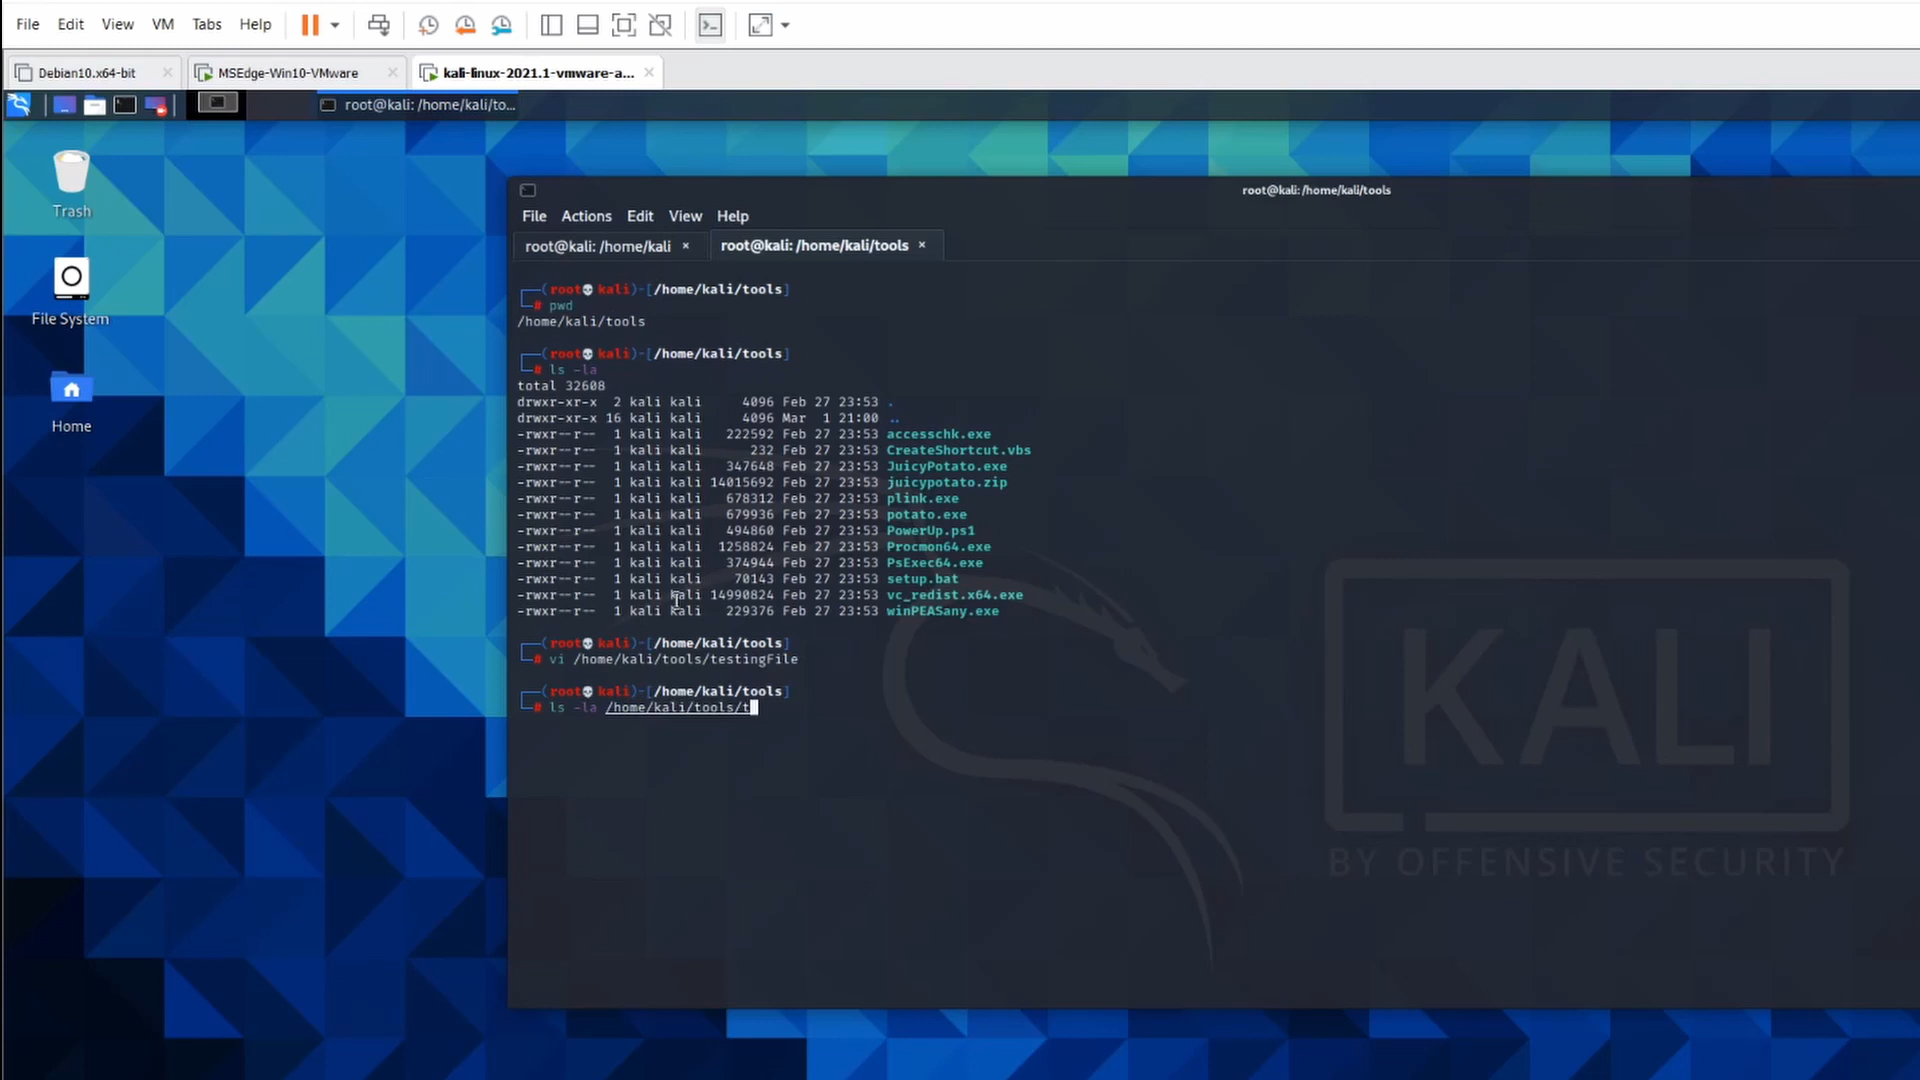 File Edit View VM Tabs Help
Debian10.x64-bit MSEdge-Win10-VMware kali-linux-2021.1-vmware-a...
root@kali: /home/kali/to...
Trash
File System
Home
root@kali: /home/kali/tools
File Actions Edit View Help
root@kali: /home/kali × root@kali: /home/kali/tools ×
┌──(root💀kali)-[/home/kali/tools]
└─# pwd
/home/kali/tools
┌──(root💀kali)-[/home/kali/tools]
└─# ls -la
total 32608
drwxr-xr-x 2 kali kali 4096 Feb 27 23:53 .
drwxr-xr-x 16 kali kali 4096 Mar 1 21:00 ..
-rwxr--r-- 1 kali kali 222592 Feb 27 23:53 accesschk.exe
-rwxr--r-- 1 kali kali 232 Feb 27 23:53 CreateShortcut.vbs
-rwxr--r-- 1 kali kali 347648 Feb 27 23:53 JuicyPotato.exe
-rwxr--r-- 1 kali kali 14015692 Feb 27 23:53 juicypotato.zip
-rwxr--r-- 1 kali kali 678312 Feb 27 23:53 plink.exe
-rwxr--r-- 1 kali kali 679936 Feb 27 23:53 potato.exe
-rwxr--r-- 1 kali kali 494860 Feb 27 23:53 PowerUp.ps1
-rwxr--r-- 1 kali kali 1258824 Feb 27 23:53 Procmon64.exe
-rwxr--r-- 1 kali kali 374944 Feb 27 23:53 PsExec64.exe
-rwxr--r-- 1 kali kali 70143 Feb 27 23:53 setup.bat
-rwxr--r-- 1 kali kali 14990824 Feb 27 23:53 vc_redist.x64.exe
-rwxr--r-- 1 kali kali 229376 Feb 27 23:53 winPEASany.exe
┌──(root💀kali)-[/home/kali/tools]
└─# vi /home/kali/tools/testingFile
┌──(root💀kali)-[/home/kali/tools]
└─# ls -la /home/kali/tools/t
KALI
BY OFFENSIVE SECURITY